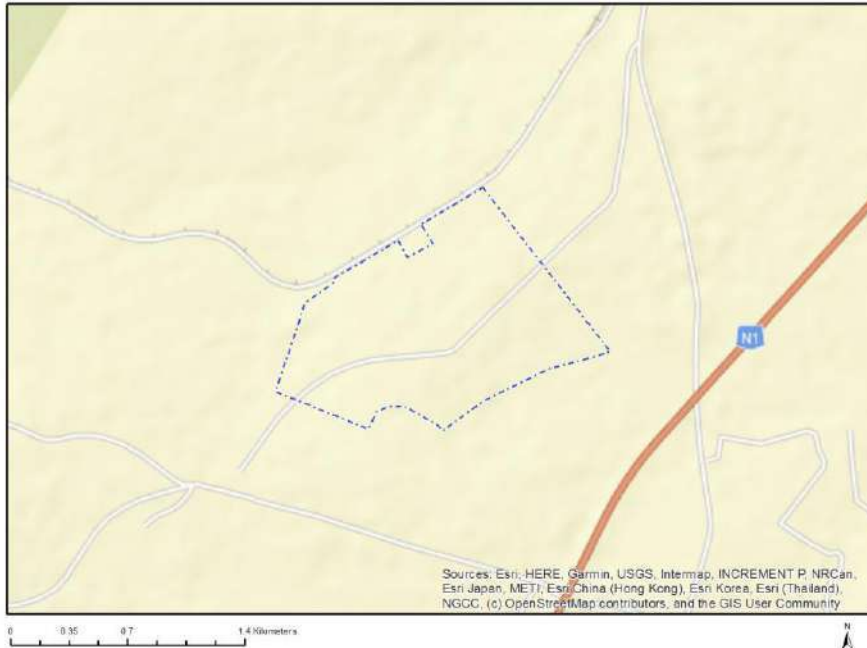 N1
Sources: Esri, HERE, Garmin, USGS, Intermap, INCREMENT P, NRCan,
Esri Japan, METI, Esri China (Hong Kong), Esri Korea, Esri (Thailand),
NGCC, (c) OpenStreetMap contributors, and the GIS User Community
0 0.35 0.7 1.4 Kilometers
N